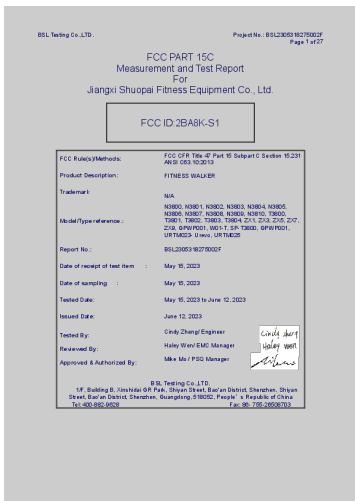 BSL Testing Co.,LTD. Project No.: BSL2305318275002F
Page 1 of 27
FCC PART 15C
Measurement and Test Report
For
Jiangxi Shuopai Fitness Equipment Co., Ltd.
FCC ID:2BA8K-S1
FCC Rule(s)/Methods: FCC CFR Title 47 Part 15 Subpart C Section 15.231
ANSI C63.10:2013
Product Description: FITNESS WALKER
Trademark N/A
Model/Type reference.: N3800, N3801, N3802, N3803, N3804, N3805,
N3806, N3807, N3808, N3809, N3810, T3800,
T3801, T3802, T3803, T3804, ZX1, ZX3, ZX5, ZX7,
ZX9, GPWP001, W01-T, SP-T3800, GPWP001,
URTM023- Urevo, URTM025
Report No.: BSL2305318275002F
Date of receipt of test item : May 15, 2023
Date of sampling : May 15, 2023
Tested Date: May 15, 2023 to June 12, 2023
Issued Date: June 12, 2023
Tested By: Cindy Zheng/ Engineer
Reviewed By: Haley Wen/ EMC Manager Haley wen
Approved & Authorized By: Mike Mo / PSQ Manager
BSL Testing Co.,LTD.
1/F, Building B, Xinshidai GR Park, Shiyan Street, Bao'an District, Shenzhen, Shiyan
Street, Bao'an District, Shenzhen, Guangdong, 518052, People's Republic of China
Tel: 400-882-9628 Fax: 86- 755-26508703